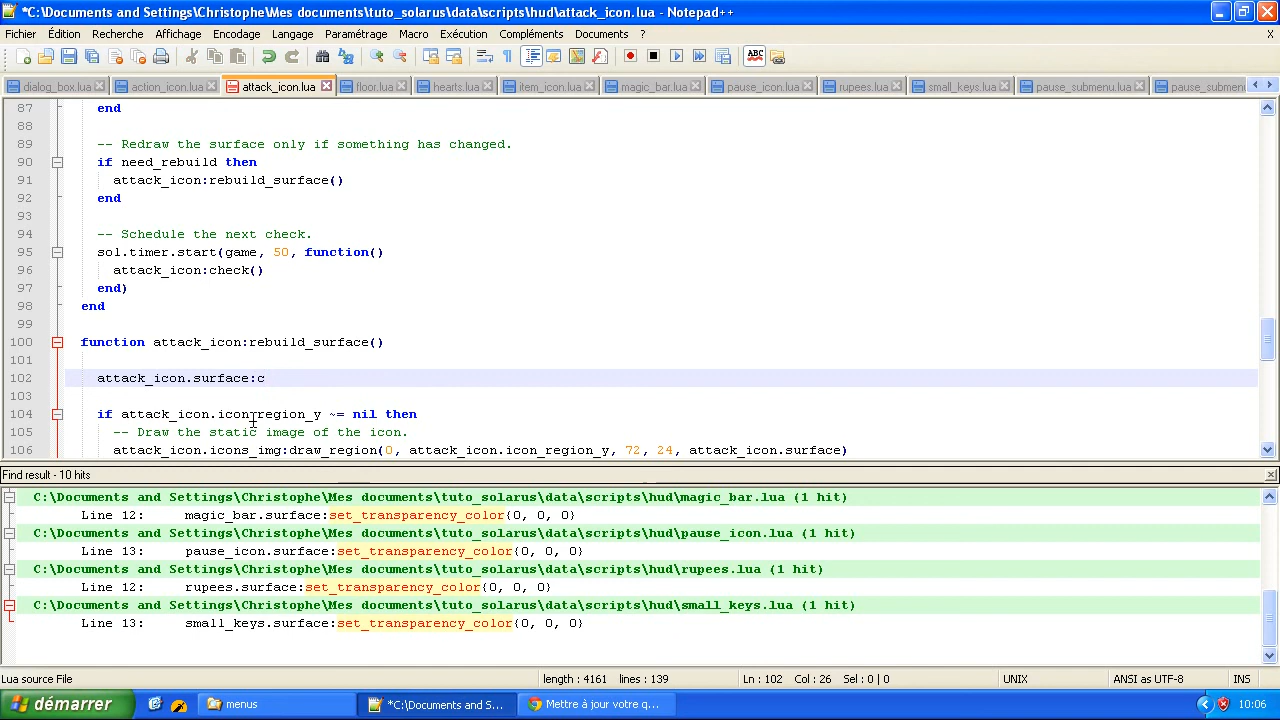 *C:\Documents and Settings\Christophe\Mes documents\tuto_solarus\data\scripts\hud\attack_icon.lua - Notepad++
Fichier Édition Recherche Affichage Encodage Langage Paramétrage Macro Exécution Compléments Documents ? X
dialog_box.lua action_icon.lua attack_icon.lua floor.lua hearts.lua item_icon.lua magic_bar.lua pause_icon.lua rupees.lua small_keys.lua pause_submenu.lua pause_submenu
87 end
88
89 -- Redraw the surface only if something has changed.
90 if need_rebuild then
91 attack_icon:rebuild_surface()
92 end
93
94 -- Schedule the next check.
95 sol.timer.start(game, 50, function()
96 attack_icon:check()
97 end)
98 end
99
100 function attack_icon:rebuild_surface()
101
102 attack_icon.surface:c
103
104 if attack_icon.icon_region_y ~= nil then
105 -- Draw the static image of the icon.
106 attack_icon.icons_img:draw_region(0, attack_icon.icon_region_y, 72, 24, attack_icon.surface)
Find result - 10 hits
C:\Documents and Settings\Christophe\Mes documents\tuto_solarus\data\scripts\hud\magic_bar.lua (1 hit)
Line 12: magic_bar.surface:set_transparency_color{0, 0, 0}
C:\Documents and Settings\Christophe\Mes documents\tuto_solarus\data\scripts\hud\pause_icon.lua (1 hit)
Line 13: pause_icon.surface:set_transparency_color{0, 0, 0}
C:\Documents and Settings\Christophe\Mes documents\tuto_solarus\data\scripts\hud\rupees.lua (1 hit)
Line 12: rupees.surface:set_transparency_color{0, 0, 0}
C:\Documents and Settings\Christophe\Mes documents\tuto_solarus\data\scripts\hud\small_keys.lua (1 hit)
Line 13: small_keys.surface:set_transparency_color{0, 0, 0}
Lua source File length : 4161 lines : 139 Ln : 102 Col : 26 Sel : 0 | 0 UNIX ANSI as UTF-8 INS
démarrer menus *C:\Documents and S... Mettre à jour votre q... 10:06